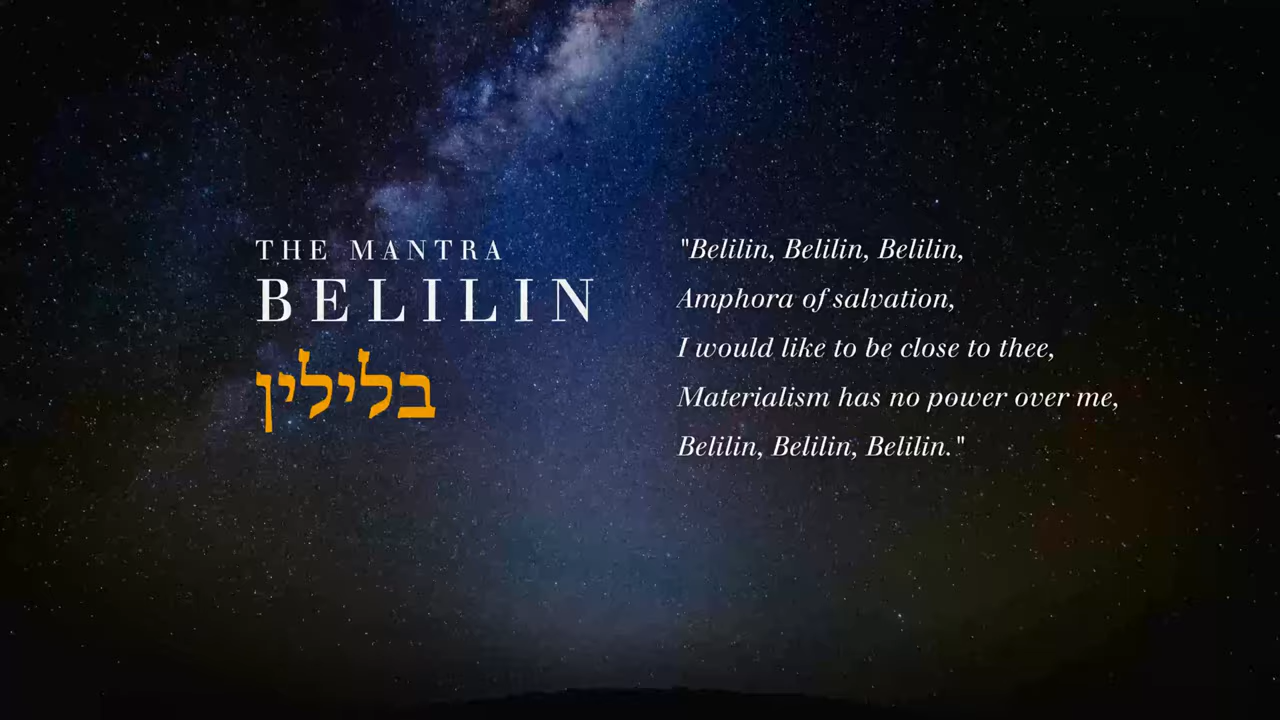 THE MANTRA
BELILIN
בלילין
"Belilin, Belilin, Belilin,
Amphora of salvation,
I would like to be close to thee,
Materialism has no power over me,
Belilin, Belilin, Belilin."